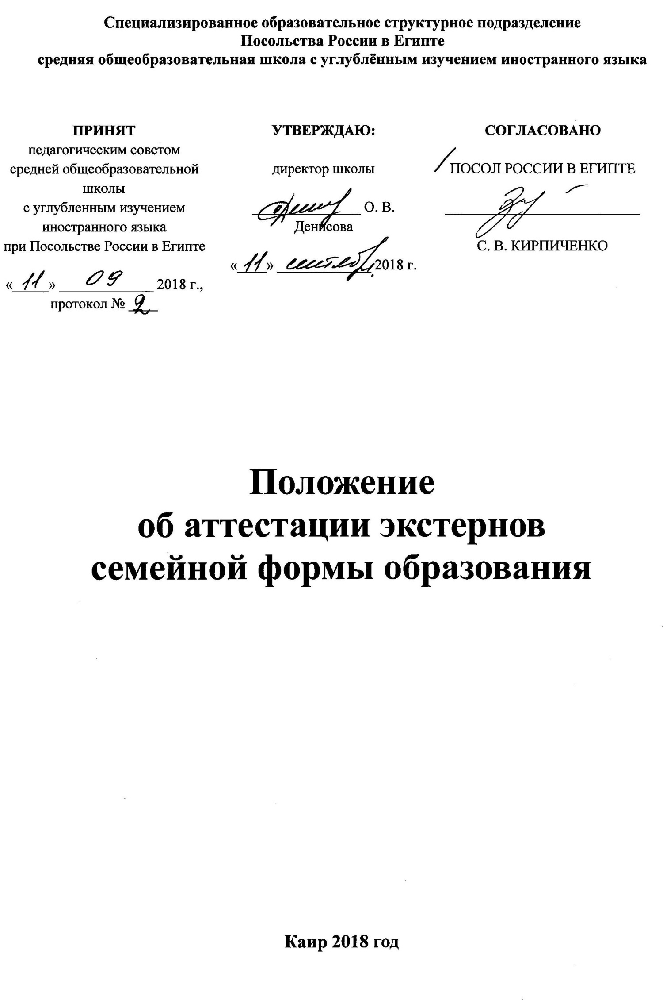 Специализированное образовательное структурное подразделение
Посольства России в Египте
средняя общеобразовательная школа с углублённым изучением иностранного языка
ПРИНЯТ
педагогическим советом
средней общеобразовательной
школы
с углубленным изучением
иностранного языка
при Посольстве России в Египте
«11» 09 2018 г.,
протокол № 2
УТВЕРЖДАЮ:
директор школы
О. В.
Денисова
«11» сентября 2018 г.
СОГЛАСОВАНО
ПОСОЛ РОССИИ В ЕГИПТЕ
С. В. КИРПИЧЕНКО
Положение
об аттестации экстернов
семейной формы образования
Каир 2018 год